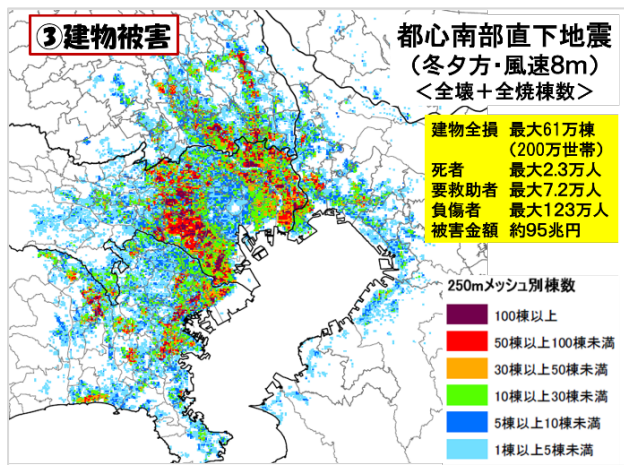 ③建物被害
都心南部直下地震
（冬夕方・風速8m）
＜全壊＋全焼棟数＞
建物全損 最大61万棟
（200万世帯）
死者 最大2.3万人
要救助者 最大7.2万人
負傷者 最大123万人
被害金額 約95兆円
250mメッシュ別棟数
100棟以上
50棟以上100棟未満
30棟以上50棟未満
10棟以上30棟未満
5棟以上10棟未満
1棟以上5棟未満